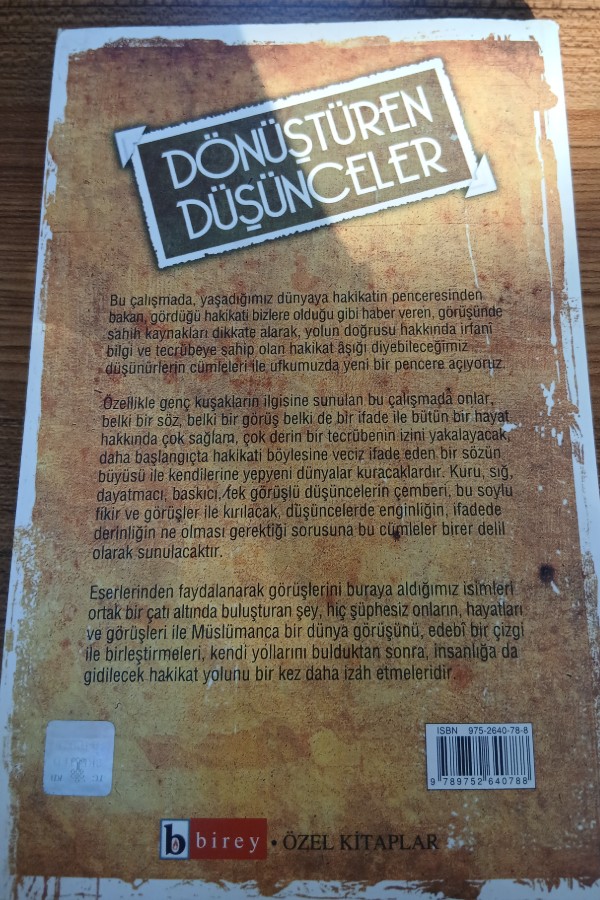 DÖNÜŞTÜREN
DÜŞÜNCELER
Bu çalışmada, yaşadığımız dünyaya hakikatin penceresinden
bakan, gördüğü hakikati bizlere olduğu gibi haber veren, görüşünde
sahih kaynakları dikkate alarak, yolun doğrusu hakkında irfanî
bilgi ve tecrübeye sahip olan hakikat âşığı diyebileceğimiz
düşünürlerin cümleleri ile ufkumuzda yeni bir pencere açıyoruz.
Özellikle genç kuşakların ilgisine sunulan bu çalışmada onlar,
belki bir söz, belki bir görüş belki de bir ifade ile bütün bir hayat
hakkında çok sağlam, çok derin bir tecrübenin izini yakalayacak,
daha başlangıçta hakikati böylesine veciz ifade eden bir sözün
büyüsü ile kendilerine yepyeni dünyalar kuracaklardır. Kuru, sığ,
dayatmacı, baskıcı, tek görüşlü düşüncelerin çemberi, bu soylu
fikir ve görüşler ile kırılacak, düşüncelerde enginliğin, ifadede
derinliğin ne olması gerektiği sorusuna bu cümleler birer delil
olarak sunulacaktır.
Eserlerinden faydalanarak görüşlerini buraya aldığımız isimleri
ortak bir çatı altında buluşturan şey, hiç şüphesiz onların, hayatları
ve görüşleri ile Müslümanca bir dünya görüşünü, edebî bir çizgi
ile birleştirmeleri, kendi yollarını bulduktan sonra, insanlığa da
gidilecek hakikat yolunu bir kez daha izah etmeleridir.
ISBN 975-2640-78-8
9 789752 640788
b birey • ÖZEL KİTAPLAR